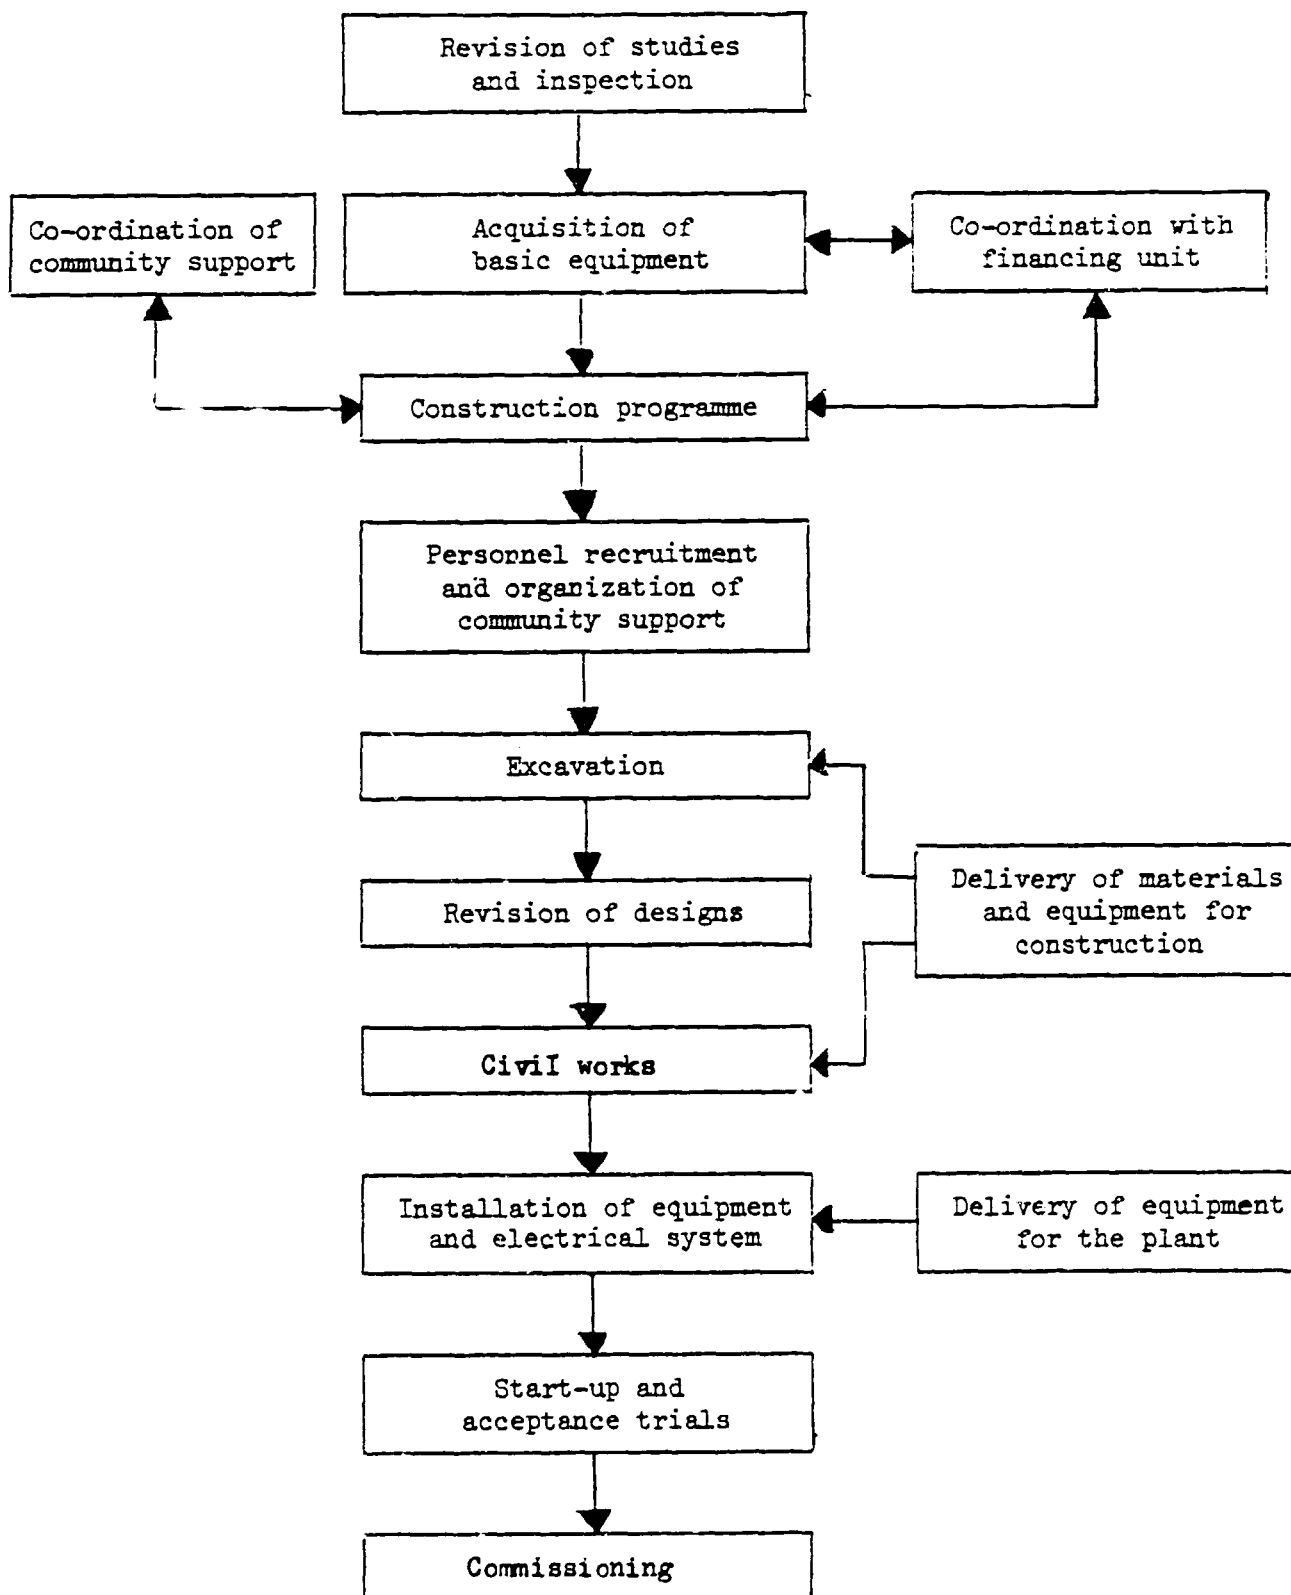 Revision of studies
and inspection
Co-ordination of
community support
Acquisition of
basic equipment
Co-ordination with
financing unit
Construction programme
Personnel recruitment
and organization of
community support
Excavation
Delivery of materials
and equipment for
construction
Revision of designs
Civil works
Installation of equipment
and electrical system
Delivery of equipment
for the plant
Start-up and
acceptance trials
Commissioning